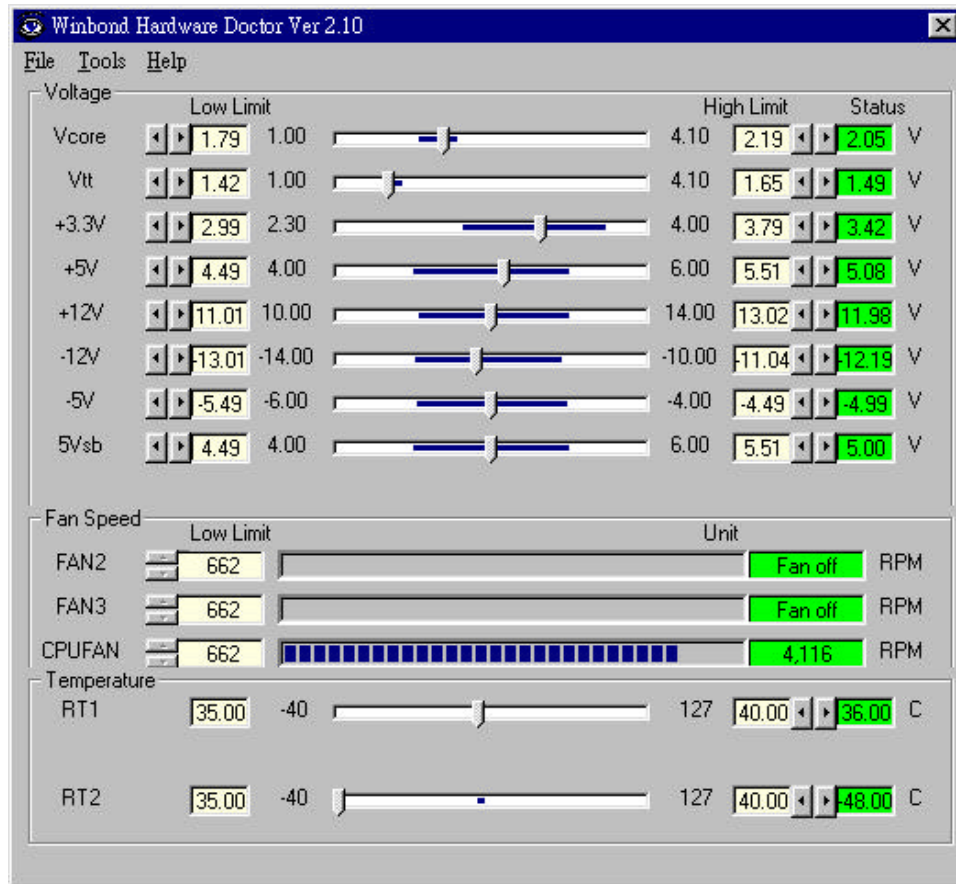 Winbond Hardware Doctor Ver 2.10
File Tools Help
Voltage
Low Limit High Limit Status
Vcore 1.79 1.00 4.10 2.19 2.05 V
Vtt 1.42 1.00 4.10 1.65 1.49 V
+3.3V 2.99 2.30 4.00 3.79 3.42 V
+5V 4.49 4.00 6.00 5.51 5.08 V
+12V 11.01 10.00 14.00 13.02 11.98 V
-12V -13.01 -14.00 -10.00 -11.04 -12.19 V
-5V -5.49 -6.00 -4.00 -4.49 -4.99 V
5Vsb 4.49 4.00 6.00 5.51 5.00 V
Fan Speed
Low Limit Unit
FAN2 662 Fan off RPM
FAN3 662 Fan off RPM
CPUFAN 662 4,116 RPM
Temperature
RT1 35.00 -40 127 40.00 36.00 C
RT2 35.00 -40 127 40.00 -48.00 C